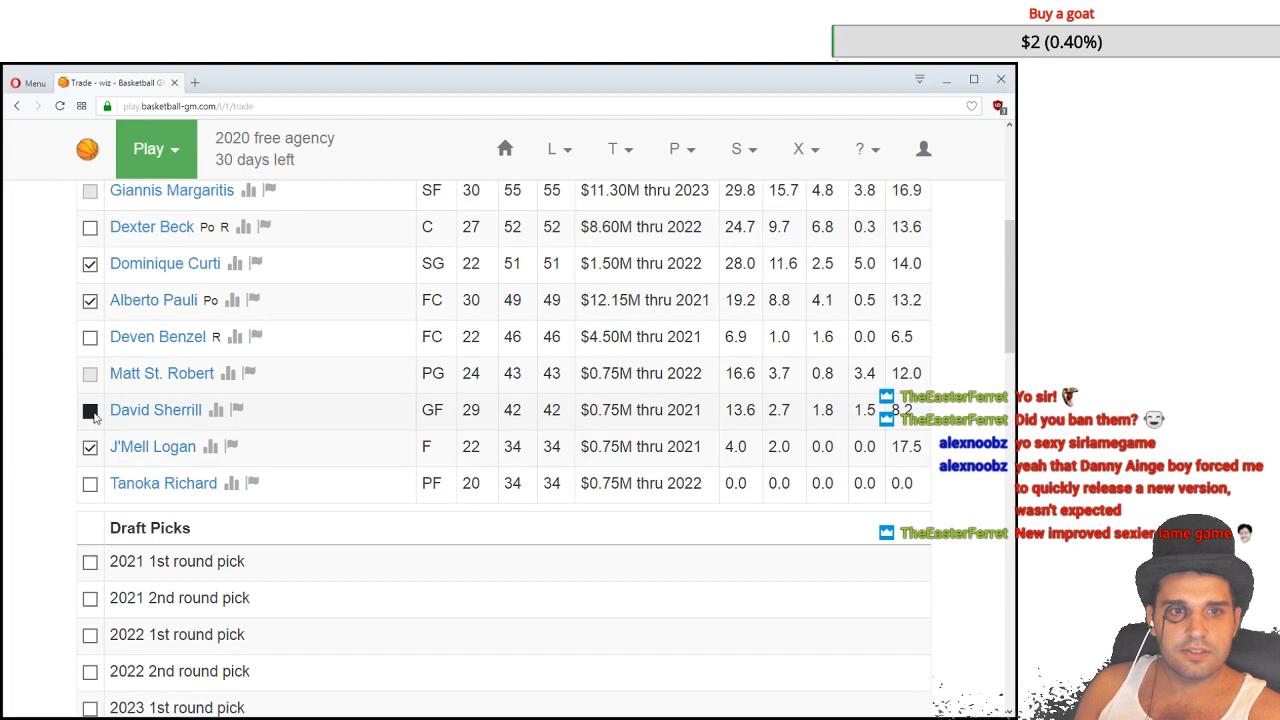 Buy a goat
$2 (0.40%)
Menu
Trade - wiz - Basketball G
play.basketball-gm.com/l/1/trade
Play
2020 free agency
30 days left
L T P S X ?
Giannis Margaritis SF 30 55 55 $11.30M thru 2023 29.8 15.7 4.8 3.8 16.9
Dexter Beck Po R C 27 52 52 $8.60M thru 2022 24.7 9.7 6.8 0.3 13.6
Dominique Curti SG 22 51 51 $1.50M thru 2022 28.0 11.6 2.5 5.0 14.0
Alberto Pauli Po FC 30 49 49 $12.15M thru 2021 19.2 8.8 4.1 0.5 13.2
Deven Benzel R FC 22 46 46 $4.50M thru 2021 6.9 1.0 1.6 0.0 6.5
Matt St. Robert PG 24 43 43 $0.75M thru 2022 16.6 3.7 0.8 3.4 12.0
David Sherrill GF 29 42 42 $0.75M thru 2021 13.6 2.7 1.8 1.5 8.2
J'Mell Logan F 22 34 34 $0.75M thru 2021 4.0 2.0 0.0 0.0 17.5
Tanoka Richard PF 20 34 34 $0.75M thru 2022 0.0 0.0 0.0 0.0 0.0
Draft Picks
2021 1st round pick
2021 2nd round pick
2022 1st round pick
2022 2nd round pick
2023 1st round pick
TheEasterFerret Yo sir!
TheEasterFerret Did you ban them?
alexnoobz yo sexy sirlamegame
alexnoobz yeah that Danny Ainge boy forced me
to quickly release a new version,
wasn't expected
TheEasterFerret New improved sexier lame game